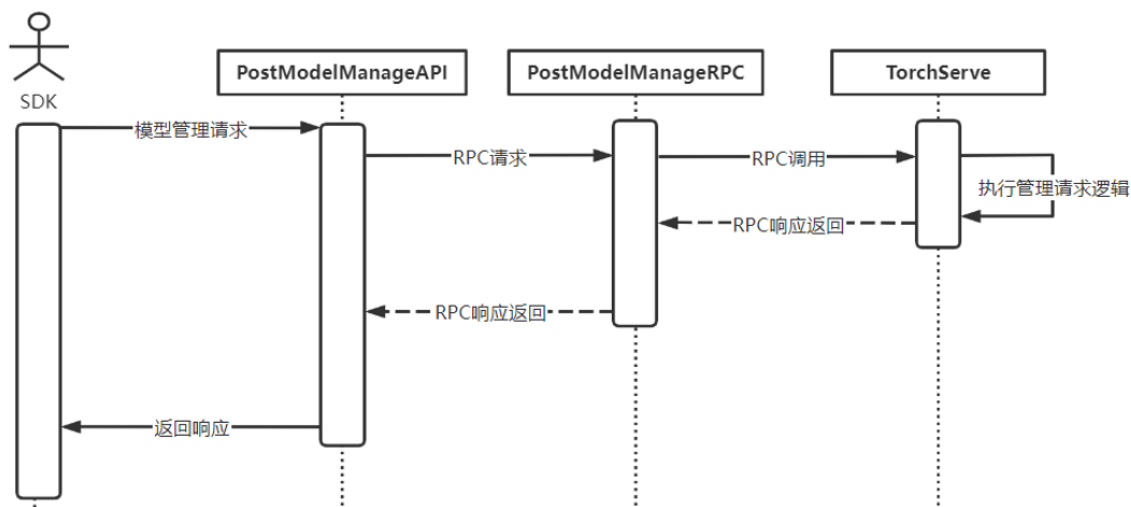 SDK
PostModelManageAPI
PostModelManageRPC
TorchServe
模型管理请求
RPC请求
RPC调用
执行管理请求逻辑
RPC响应返回
RPC响应返回
返回响应